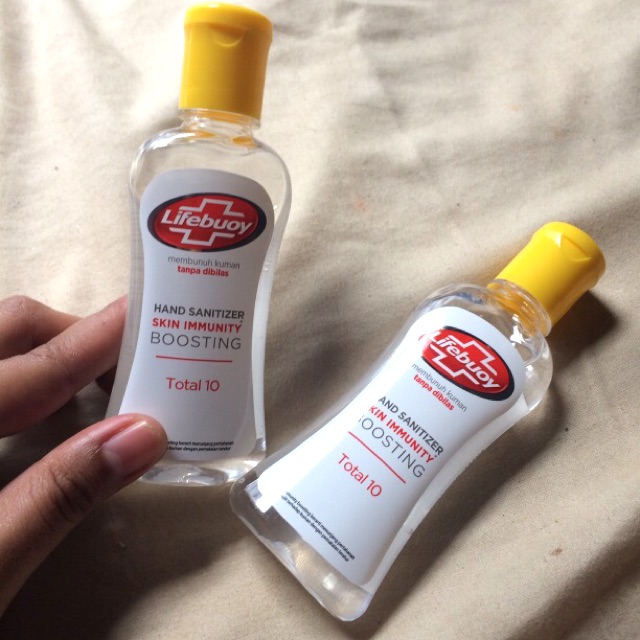 Lifebuoy
membunuh kuman
tanpa dibilas
HAND SANITIZER
SKIN IMMUNITY
BOOSTING
Total 10
Lifebuoy
membunuh kuman
tanpa dibilas
AND SANITIZER
SKIN IMMUNITY
BOOSTING
Total 10